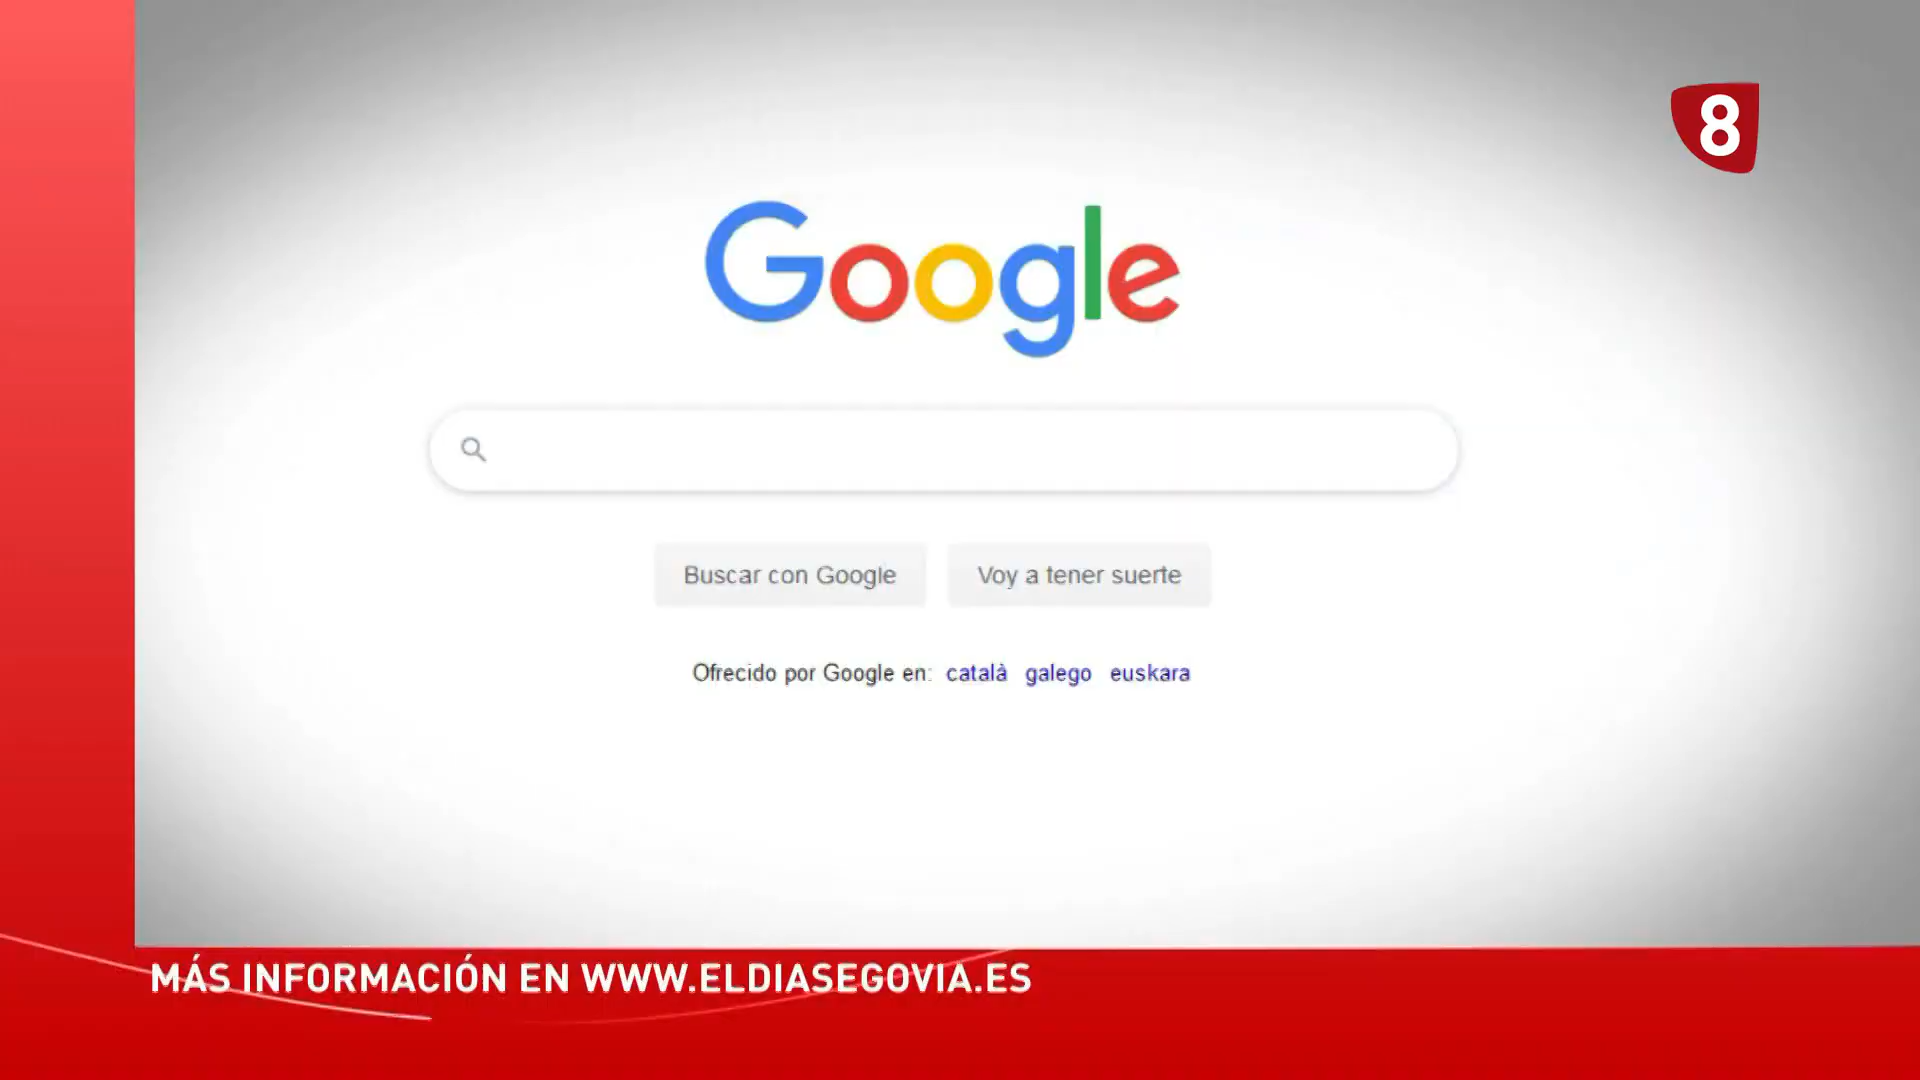 8
Google
Buscar con Google
Voy a tener suerte
Ofrecido por Google en: català galego euskara
MÁS INFORMACIÓN EN WWW.ELDIASEGOVIA.ES